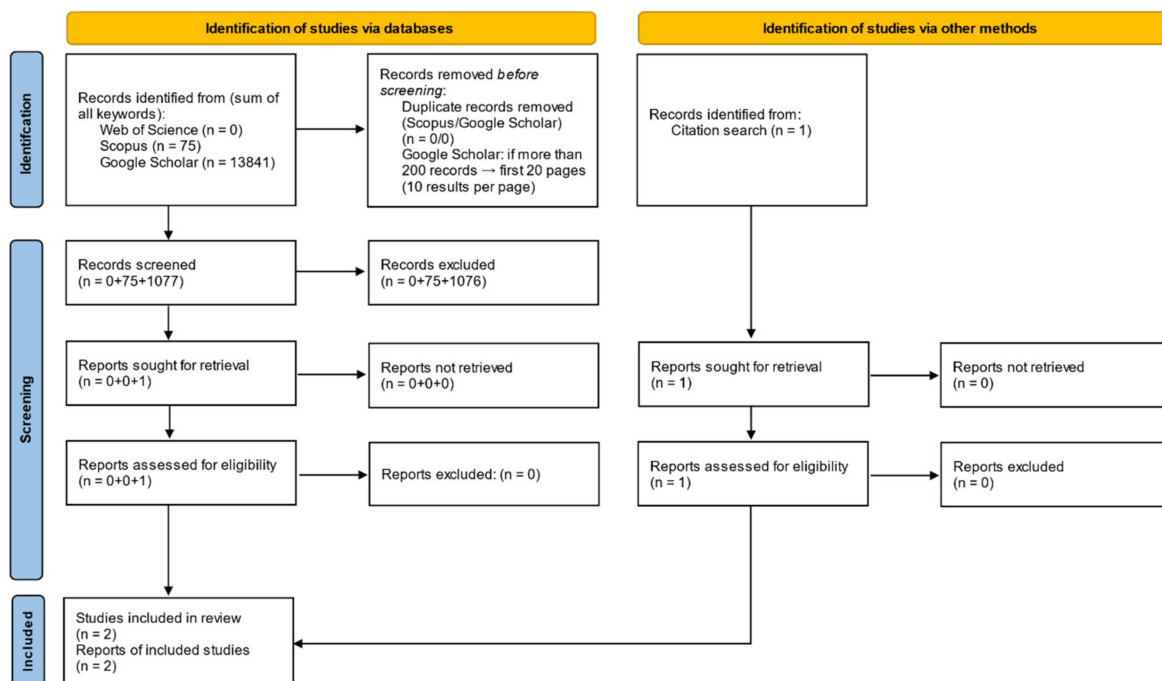 Identification of studies via databases
Identification of studies via other methods
Identifcation
Records identified from (sum of
all keywords):
Web of Science (n = 0)
Scopus (n = 75)
Google Scholar (n = 13841)
Records removed before
screening:
Duplicate records removed
(Scopus/Google Scholar)
(n = 0/0)
Google Scholar: if more than
200 records → first 20 pages
(10 results per page)
Records identified from:
Citation search (n = 1)
Screening
Records screened
(n = 0+75+1077)
Records excluded
(n = 0+75+1076)
Reports sought for retrieval
(n = 0+0+1)
Reports not retrieved
(n = 0+0+0)
Reports sought for retrieval
(n = 1)
Reports not retrieved
(n = 0)
Reports assessed for eligibility
(n = 0+0+1)
Reports excluded: (n = 0)
Reports assessed for eligibility
(n = 1)
Reports excluded
(n = 0)
Included
Studies included in review
(n = 2)
Reports of included studies
(n = 2)